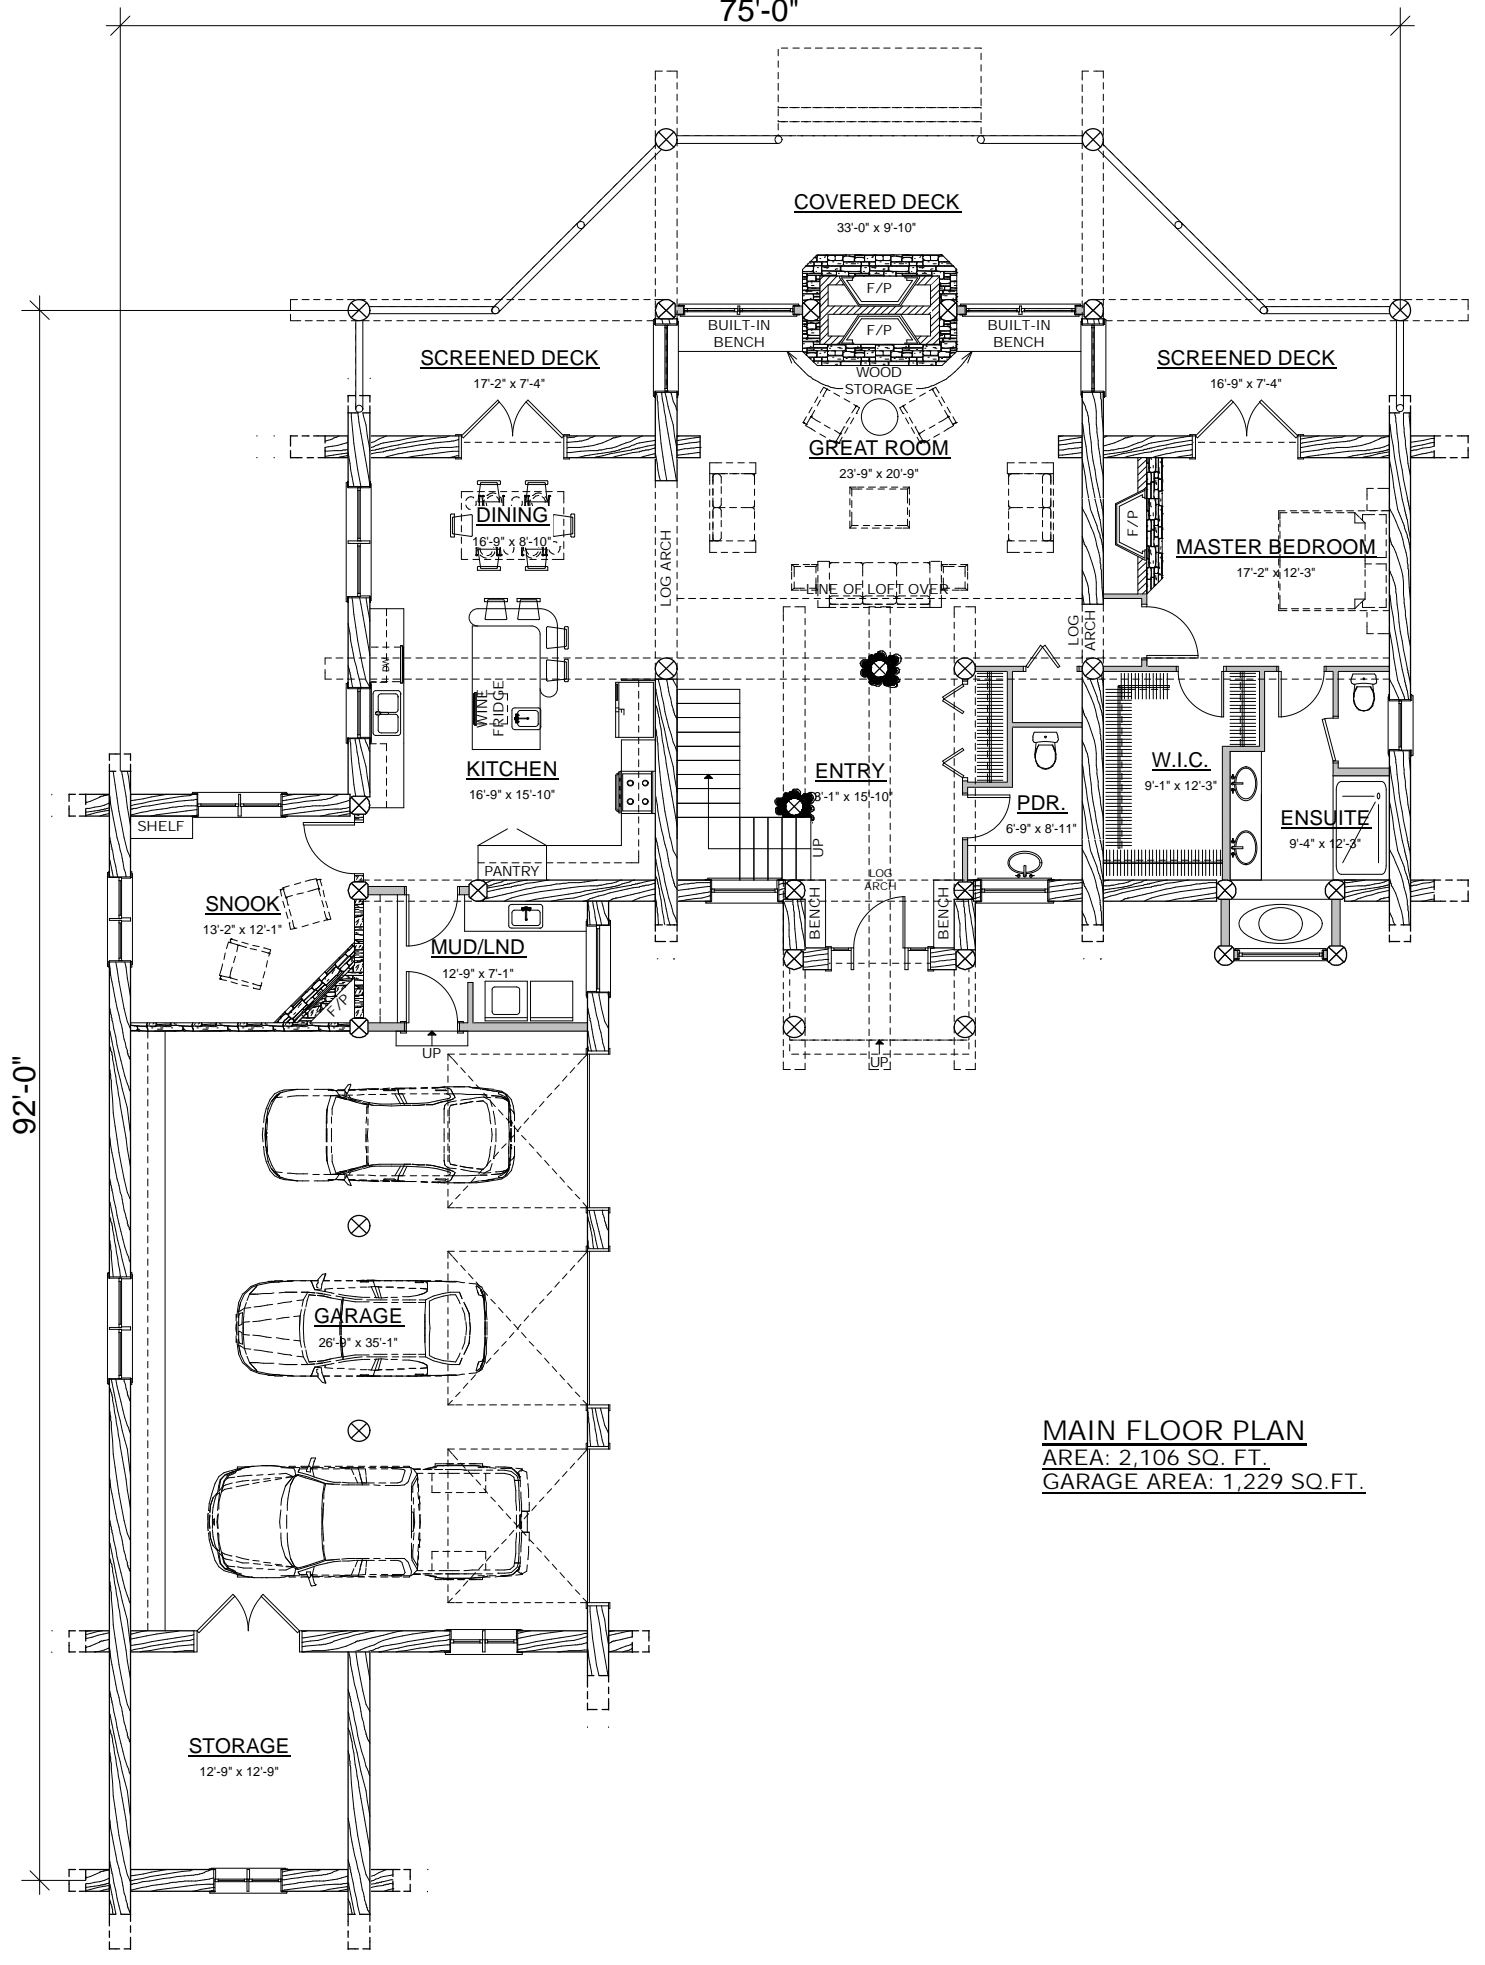 75'-0"
COVERED DECK
33'-0" x 9'-10"
F/P
F/P
BUILT-IN
BENCH
BUILT-IN
BENCH
SCREENED DECK
17'-2" x 7'-4"
SCREENED DECK
16'-9" x 7'-4"
WOOD
STORAGE
GREAT ROOM
23'-9" x 20'-9"
DINING
16'-9" x 8'-10"
F/P
MASTER BEDROOM
17'-2" x 12'-3"
LOG ARCH
LINE OF LOFT OVER
LOG
ARCH
DW
WINE
FRIDGE
F
KITCHEN
16'-9" x 15'-10"
ENTRY
x 15'-10"
W.I.C.
9'-1" x 12'-3"
PDR.
6'-9" x 8'-11"
ENSUITE
9'-4" x 12'-3"
SHELF
UP
PANTRY
LOG
ARCH
BENCH
BENCH
SNOOK
13'-2" x 12'-1"
MUD/LND
12'-9" x 7'-1"
F/P
UP
UP
92'-0"
GARAGE
26'-9" x 35'-1"
MAIN FLOOR PLAN
AREA: 2,106 SQ. FT.
GARAGE AREA: 1,229 SQ.FT.
STORAGE
12'-9" x 12'-9"